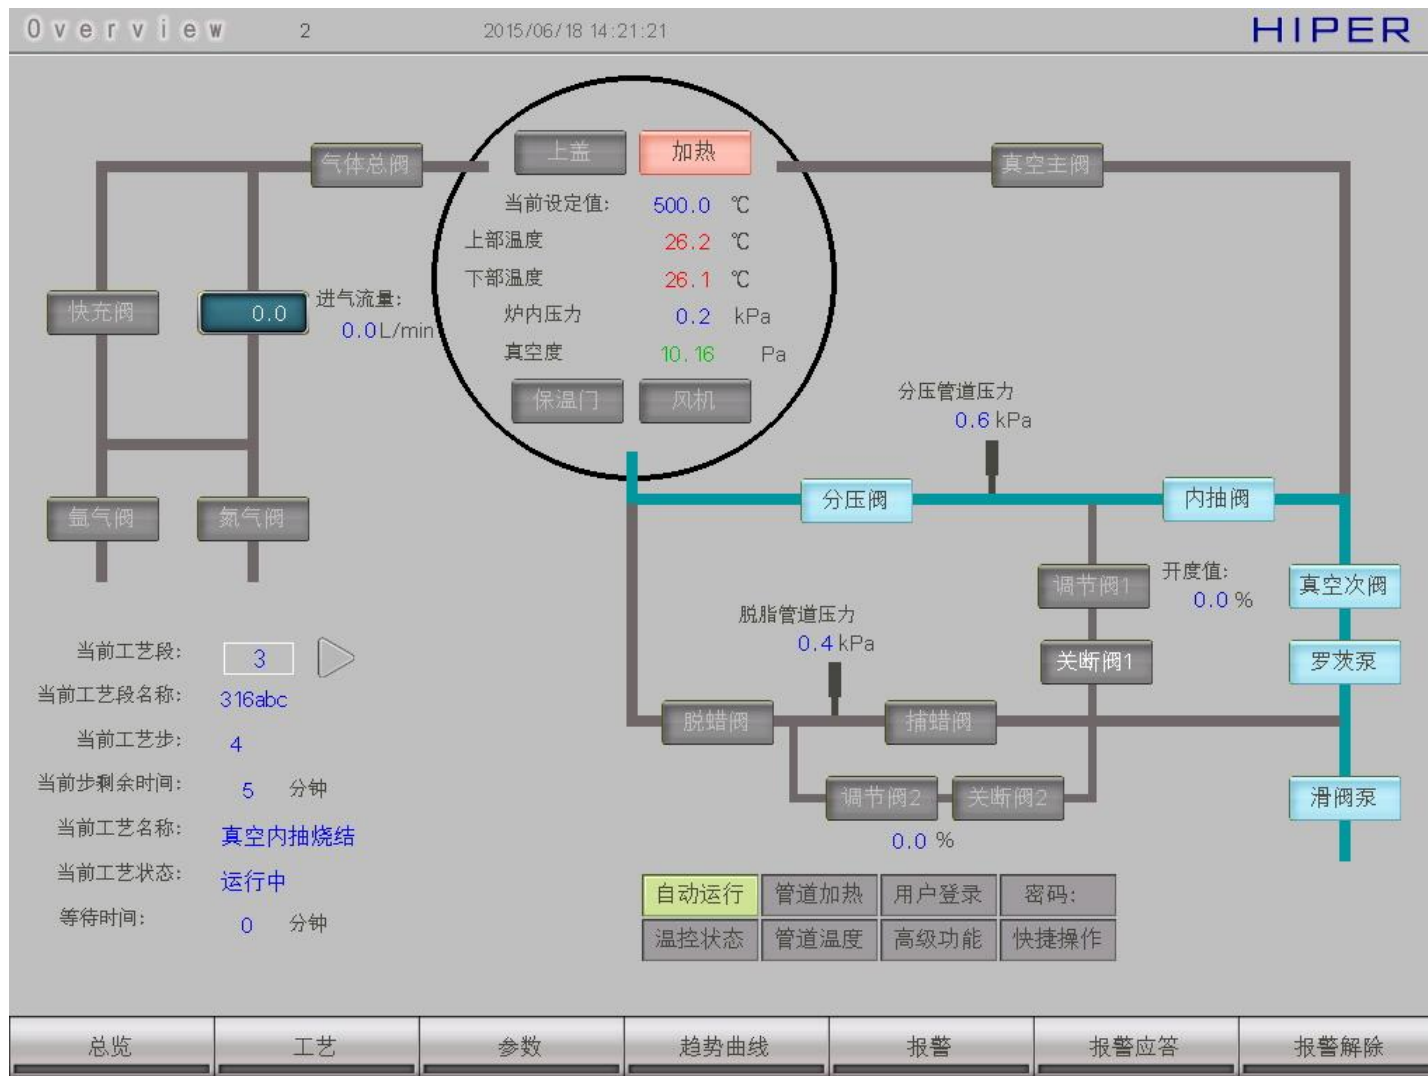 Overview 2 2015/06/18 14:21:21 HIPER
上盖 加热
气体总阀 真空主阀
当前设定值: 500.0 ℃
上部温度 26.2 ℃
下部温度 26.1 ℃
快充阀 0.0 进气流量:
0.0L/min
炉内压力 0.2 kPa
真空度 10.16 Pa
保温门 风机
分压管道压力
0.6 kPa
氩气阀 氮气阀
分压阀 内抽阀
调节阀1 开度值:
0.0 %
真空次阀
脱脂管道压力
0.4 kPa
关断阀1 罗茨泵
脱蜡阀 捕蜡阀
调节阀2 关断阀2
0.0 %
滑阀泵
当前工艺段: 3
当前工艺段名称: 316abc
当前工艺步: 4
当前步剩余时间: 5 分钟
当前工艺名称: 真空内抽烧结
当前工艺状态: 运行中
等待时间: 0 分钟
自动运行 管道加热 用户登录 密码:
温控状态 管道温度 高级功能 快捷操作
总览 工艺 参数 趋势曲线 报警 报警应答 报警解除